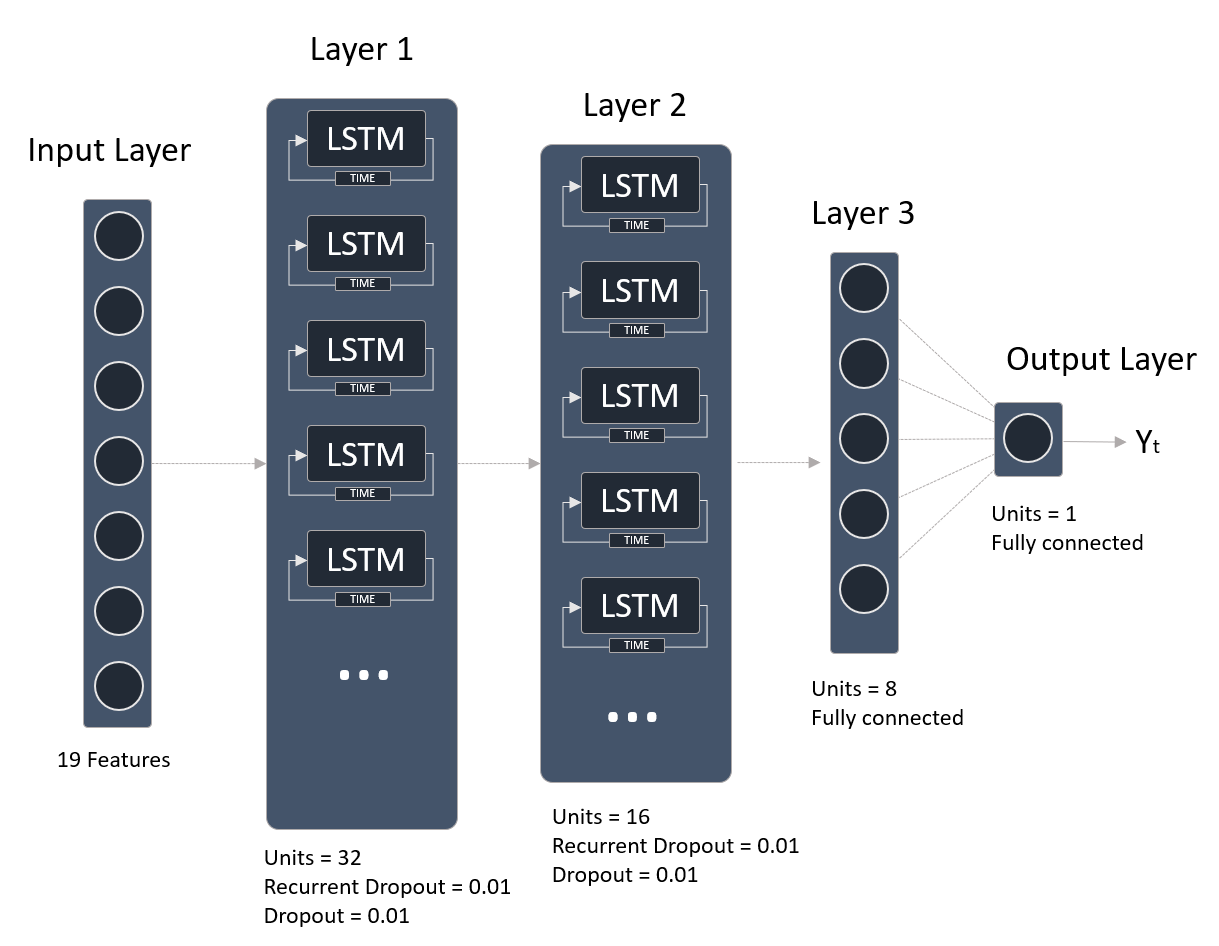 Input Layer
19 Features
Layer 1
LSTM
TIME
LSTM
TIME
LSTM
TIME
LSTM
TIME
LSTM
TIME
...
Units = 32
Recurrent Dropout = 0.01
Dropout = 0.01
Layer 2
LSTM
TIME
LSTM
TIME
LSTM
TIME
LSTM
TIME
LSTM
TIME
...
Units = 16
Recurrent Dropout = 0.01
Dropout = 0.01
Layer 3
Units = 8
Fully connected
Output Layer
Yt
Units = 1
Fully connected